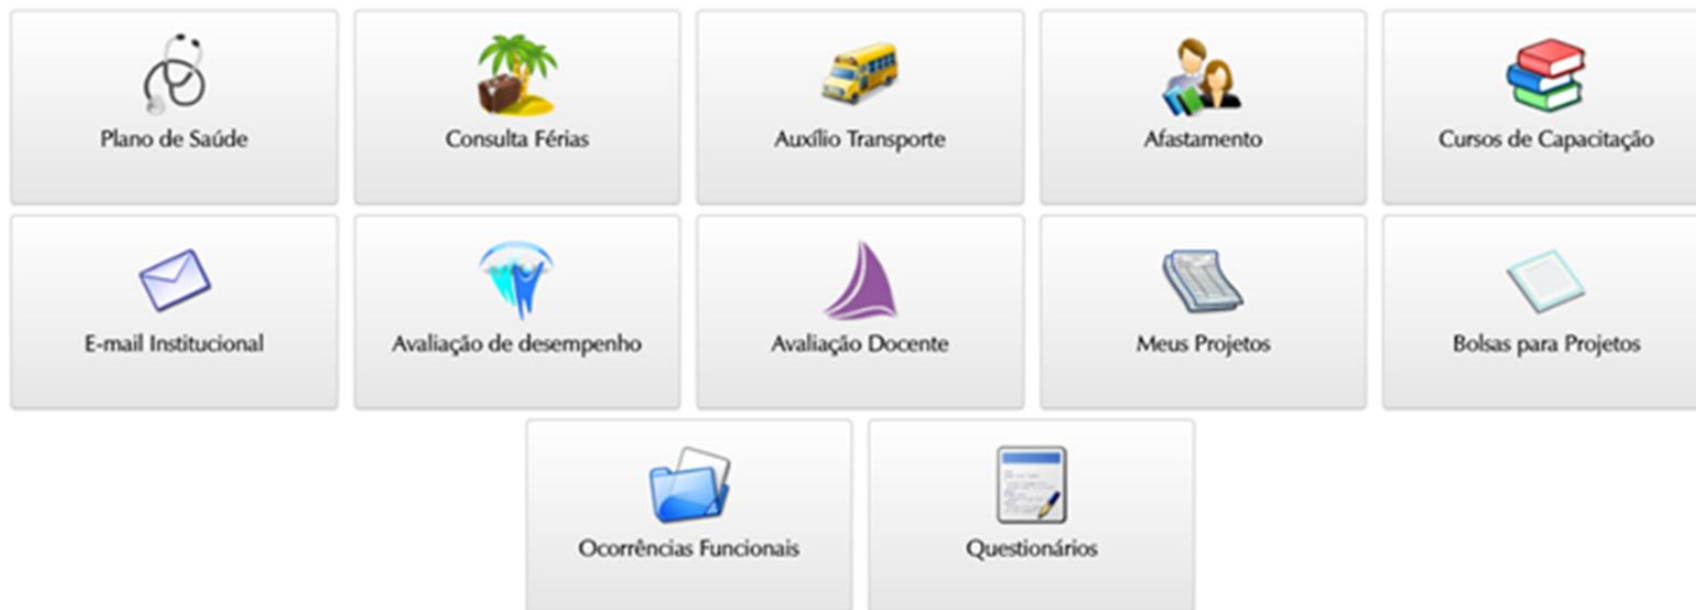 Plano de Saúde
Consulta Férias
Auxílio Transporte
Afastamento
Cursos de Capacitação
E-mail Institucional
Avaliação de desempenho
Avaliação Docente
Meus Projetos
Bolsas para Projetos
Ocorrências Funcionais
Questionários